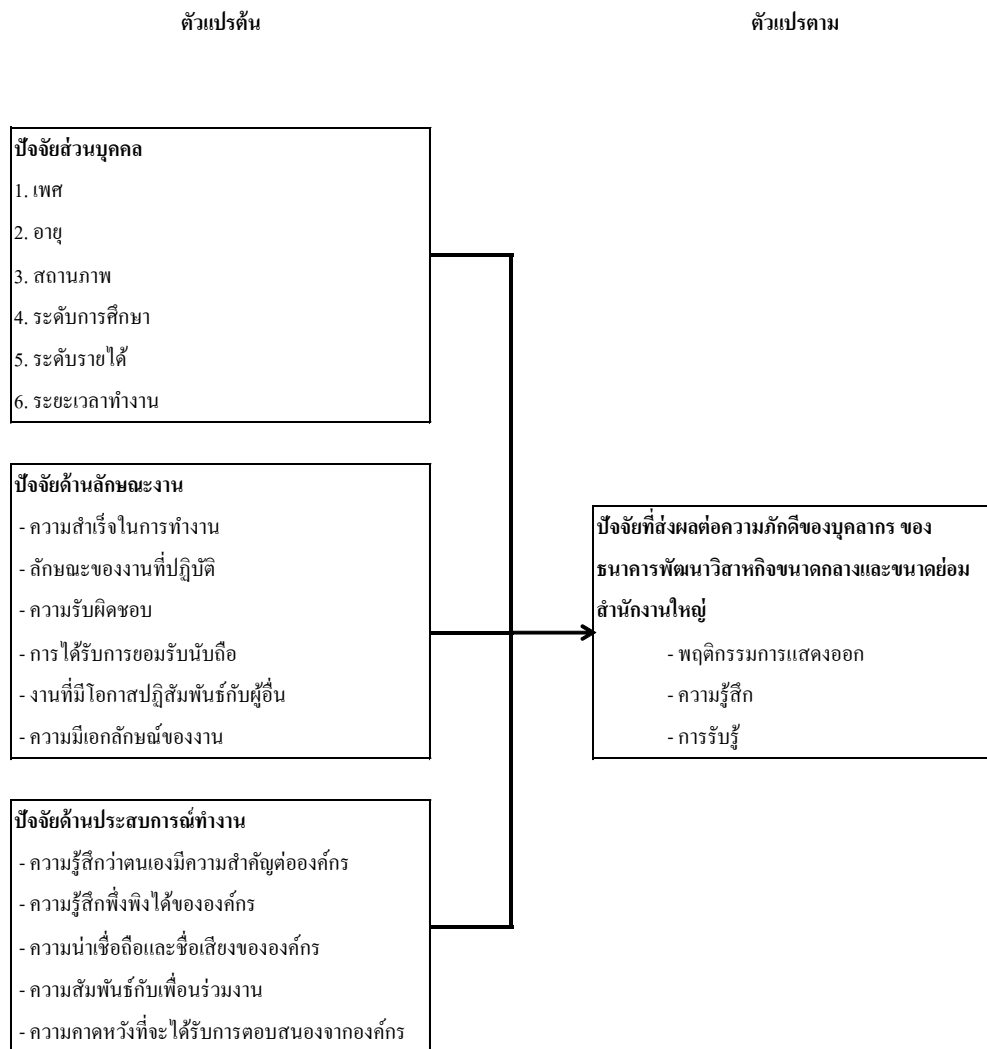 ตัวแปรต้น
ตัวแปรตาม
ปัจจัยส่วนบุคคล
1. เพศ
2. อายุ
3. สถานภาพ
4. ระดับการศึกษา
5. ระดับรายได้
6. ระยะเวลาทำงาน
ปัจจัยด้านลักษณะงาน
- ความสำเร็จในการทำงาน
- ลักษณะของงานที่ปฏิบัติ
- ความรับผิดชอบ
- การได้รับการยอมรับนับถือ
- งานที่มีโอกาสปฏิสัมพันธ์กับผู้อื่น
- ความมีเอกลักษณ์ของงาน
ปัจจัยด้านประสบการณ์ทำงาน
- ความรู้สึกว่าตนเองมีความสำคัญต่อองค์กร
- ความรู้สึกพึ่งพิงได้ขององค์กร
- ความน่าเชื่อถือและชื่อเสียงขององค์กร
- ความสัมพันธ์กับเพื่อนร่วมงาน
- ความคาดหวังที่จะได้รับการตอบสนองจากองค์กร
ปัจจัยที่ส่งผลต่อความภักดีของบุคลากร ของ
ธนาคารพัฒนาวิสาหกิจขนาดกลางและขนาดย่อม
สำนักงานใหญ่
- พฤติกรรมการแสดงออก
- ความรู้สึก
- การรับรู้